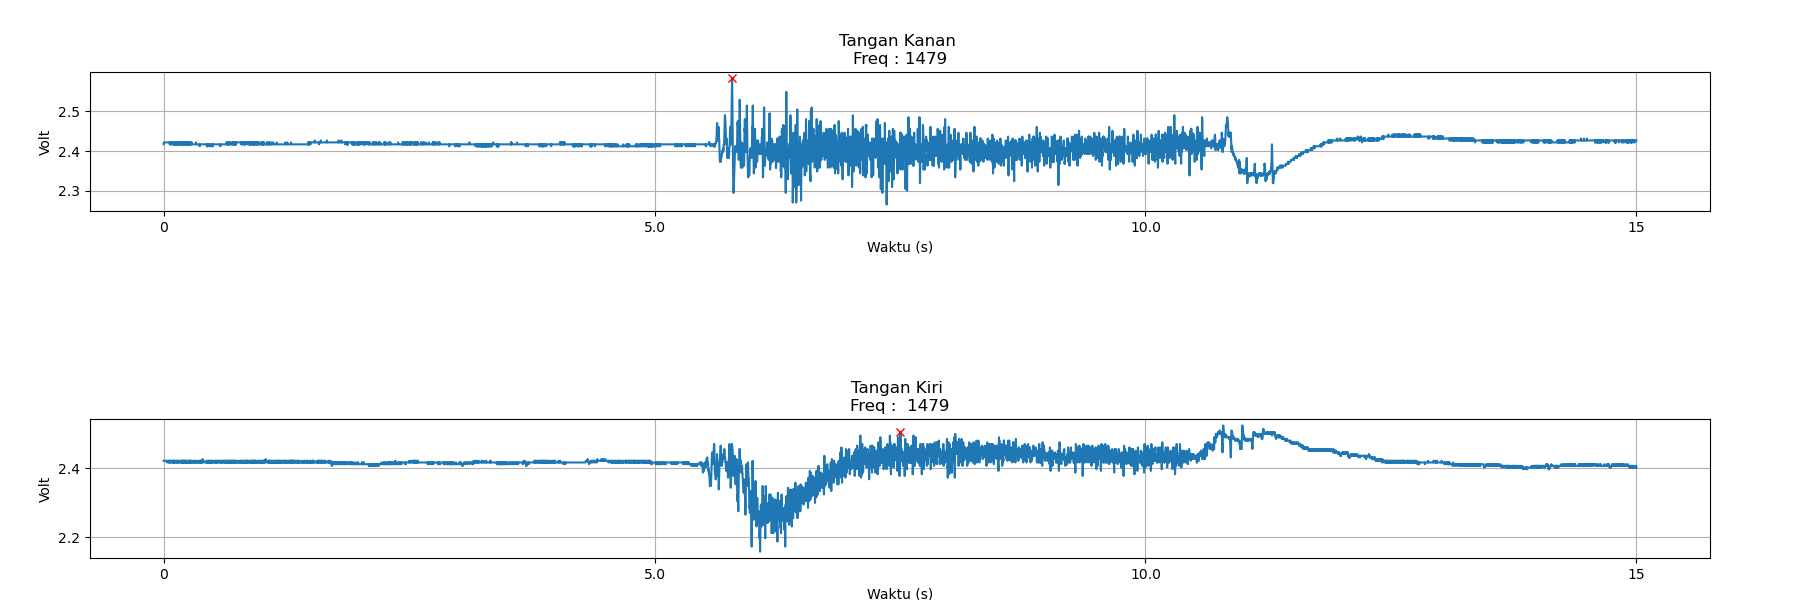 Tangan Kanan
Freq : 1479
Volt
2.5
2.4
2.3
0 5.0 10.0 15
Waktu (s)
Tangan Kiri
Freq :  1479
Volt
2.4
2.2
0 5.0 10.0 15
Waktu (s)